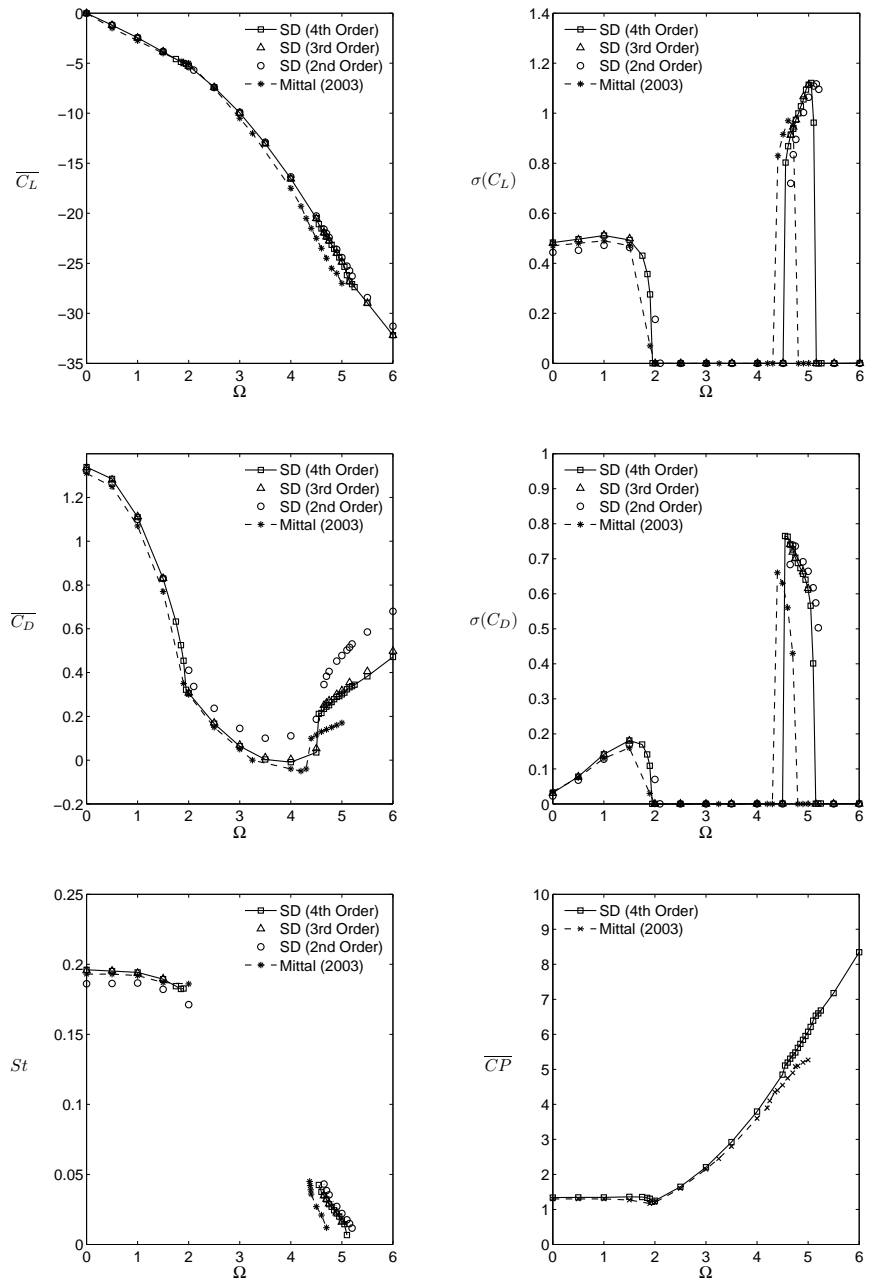 0
−5
−10
−15
−20
−25
−30
−35
0 1 2 3 4 5 6
Ω
C_L
SD (4th Order)
SD (3rd Order)
SD (2nd Order)
Mittal (2003)
1.4
1.2
1
0.8
0.6
0.4
0.2
0
0 1 2 3 4 5 6
Ω
σ(C_L)
SD (4th Order)
SD (3rd Order)
SD (2nd Order)
Mittal (2003)
1.2
1
0.8
0.6
0.4
0.2
0
−0.2
0 1 2 3 4 5 6
Ω
C_D
SD (4th Order)
SD (3rd Order)
SD (2nd Order)
Mittal (2003)
1
0.9
0.8
0.7
0.6
0.5
0.4
0.3
0.2
0.1
0
0 1 2 3 4 5 6
Ω
σ(C_D)
SD (4th Order)
SD (3rd Order)
SD (2nd Order)
Mittal (2003)
0.25
0.2
0.15
0.1
0.05
0
0 1 2 3 4 5 6
Ω
St
SD (4th Order)
SD (3rd Order)
SD (2nd Order)
Mittal (2003)
10
9
8
7
6
5
4
3
2
1
0
0 1 2 3 4 5 6
Ω
CP
SD (4th Order)
Mittal (2003)